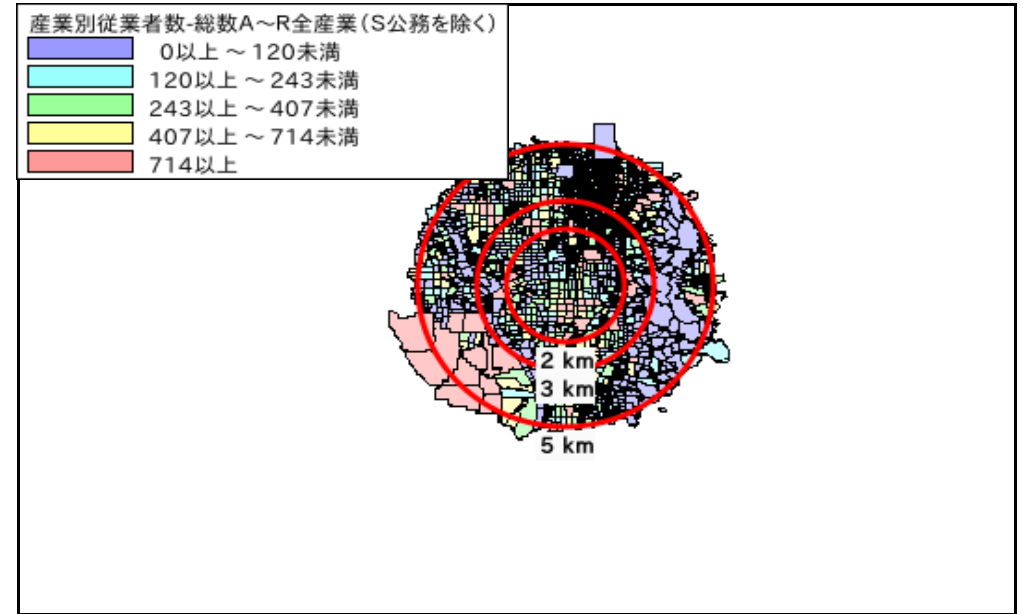 産業別従業者数-総数A～R全産業(S公務を除く)
0以上 ～ 120未満
120以上 ～ 243未満
243以上 ～ 407未満
407以上 ～ 714未満
714以上
2 km
3 km
5 km